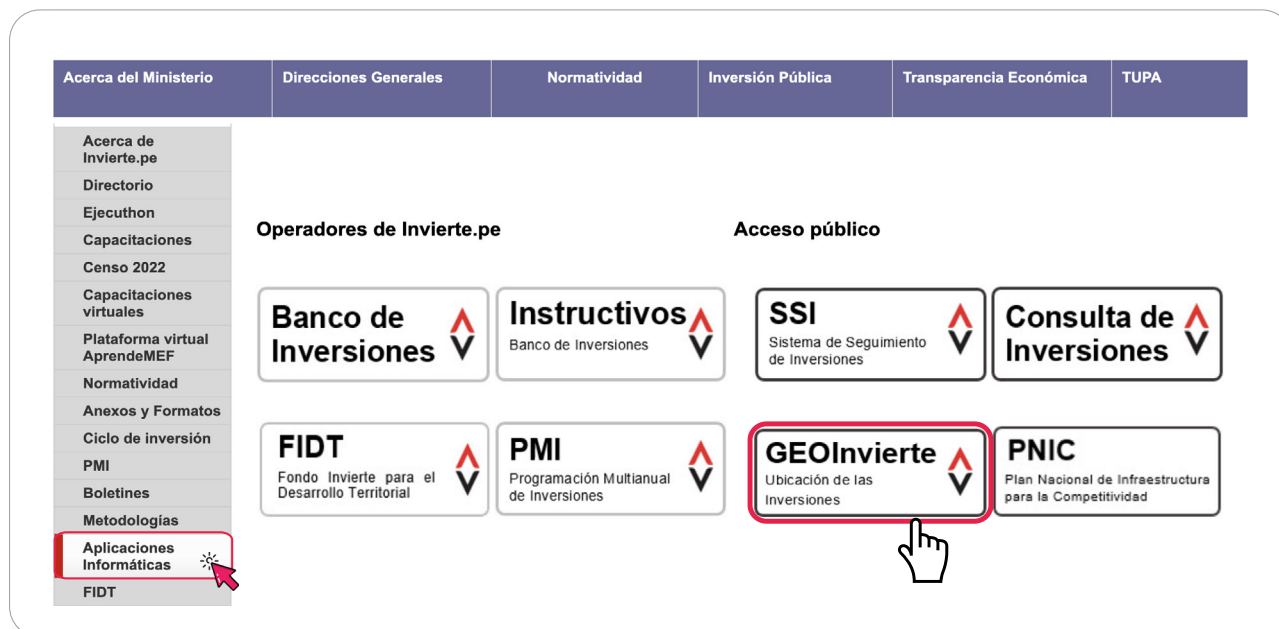 Acerca del Ministerio
Direcciones Generales
Normatividad
Inversión Pública
Transparencia Económica
TUPA
Acerca de
Invierte.pe
Directorio
Ejecuthon
Capacitaciones
Censo 2022
Capacitaciones
virtuales
Plataforma virtual
AprendeMEF
Normatividad
Anexos y Formatos
Ciclo de inversión
PMI
Boletines
Metodologías
Aplicaciones
Informáticas
FIDT
Operadores de Invierte.pe
Banco de
Inversiones
Instructivos
Banco de Inversiones
FIDT
Fondo Invierte para el
Desarrollo Territorial
PMI
Programación Multianual
de Inversiones
Acceso público
SSI
Sistema de Seguimiento
de Inversiones
Consulta de
Inversiones
GEOInvierte
Ubicación de las
Inversiones
PNIC
Plan Nacional de Infraestructura
para la Competitividad